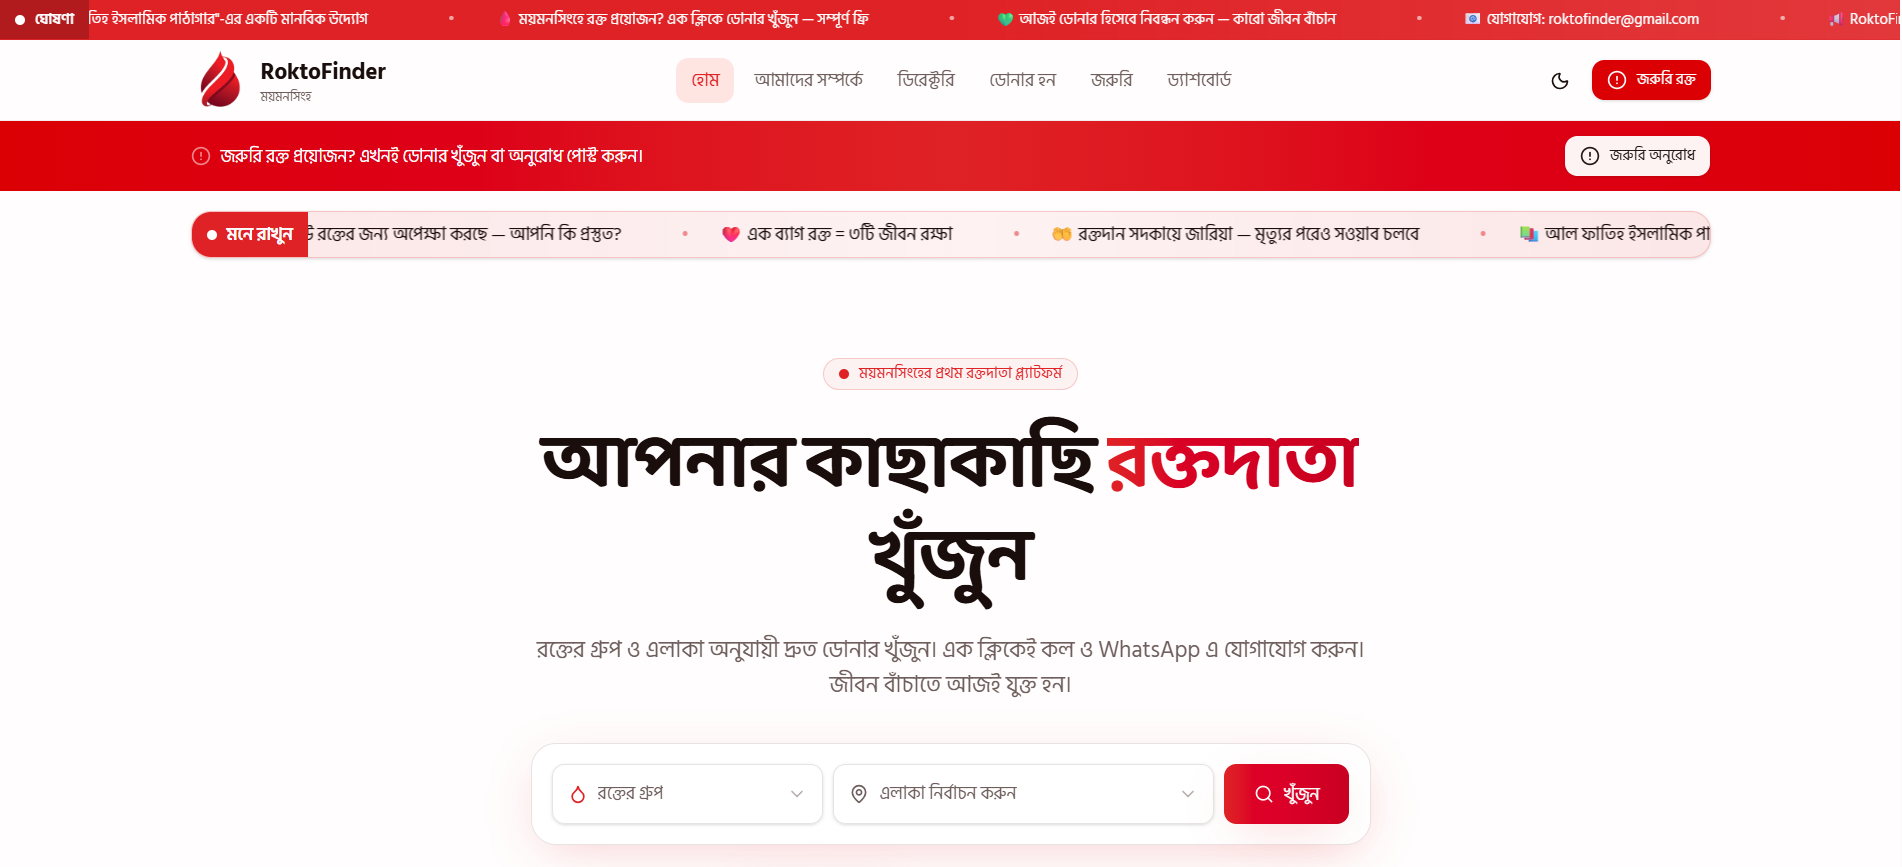 ঘোষণা
ইসলামিক পাঠাগার"-এর একটি মানবিক উদ্যোগ • ময়মনসিংহে রক্ত প্রয়োজন? এক ক্লিকে ডোনার খুঁজুন — সম্পূর্ণ ফ্রি • আজই ডোনার হিসেবে নিবন্ধন করুন — কারো জীবন বাঁচান • যোগাযোগ: roktofinder@gmail.com •
RoktoFinder
ময়মনসিংহ
হোম আমাদের সম্পর্কে ডিরেক্টরি ডোনার হন জরুরি ড্যাশবোর্ড
জরুরি রক্ত
জরুরি রক্ত প্রয়োজন? এখনই ডোনার খুঁজুন বা অনুরোধ পোস্ট করুন।
জরুরি অনুরোধ
মনে রাখুন
রক্তের জন্য অপেক্ষা করছে — আপনি কি প্রস্তুত? • এক ব্যাগ রক্ত = ৩টি জীবন রক্ষা • রক্তদান সদকায়ে জারিয়া — মৃত্যুর পরেও সওয়াব চলবে • আল ফাতিহ ইসলামিক
ময়মনসিংহের প্রথম রক্তদাতা প্ল্যাটফর্ম
আপনার কাছাকাছি রক্তদাতা
খুঁজুন
রক্তের গ্রুপ ও এলাকা অনুযায়ী দ্রুত ডোনার খুঁজুন। এক ক্লিকেই কল ও WhatsApp এ যোগাযোগ করুন।
জীবন বাঁচাতে আজই যুক্ত হন।
রক্তের গ্রুপ
এলাকা নির্বাচন করুন
খুঁজুন